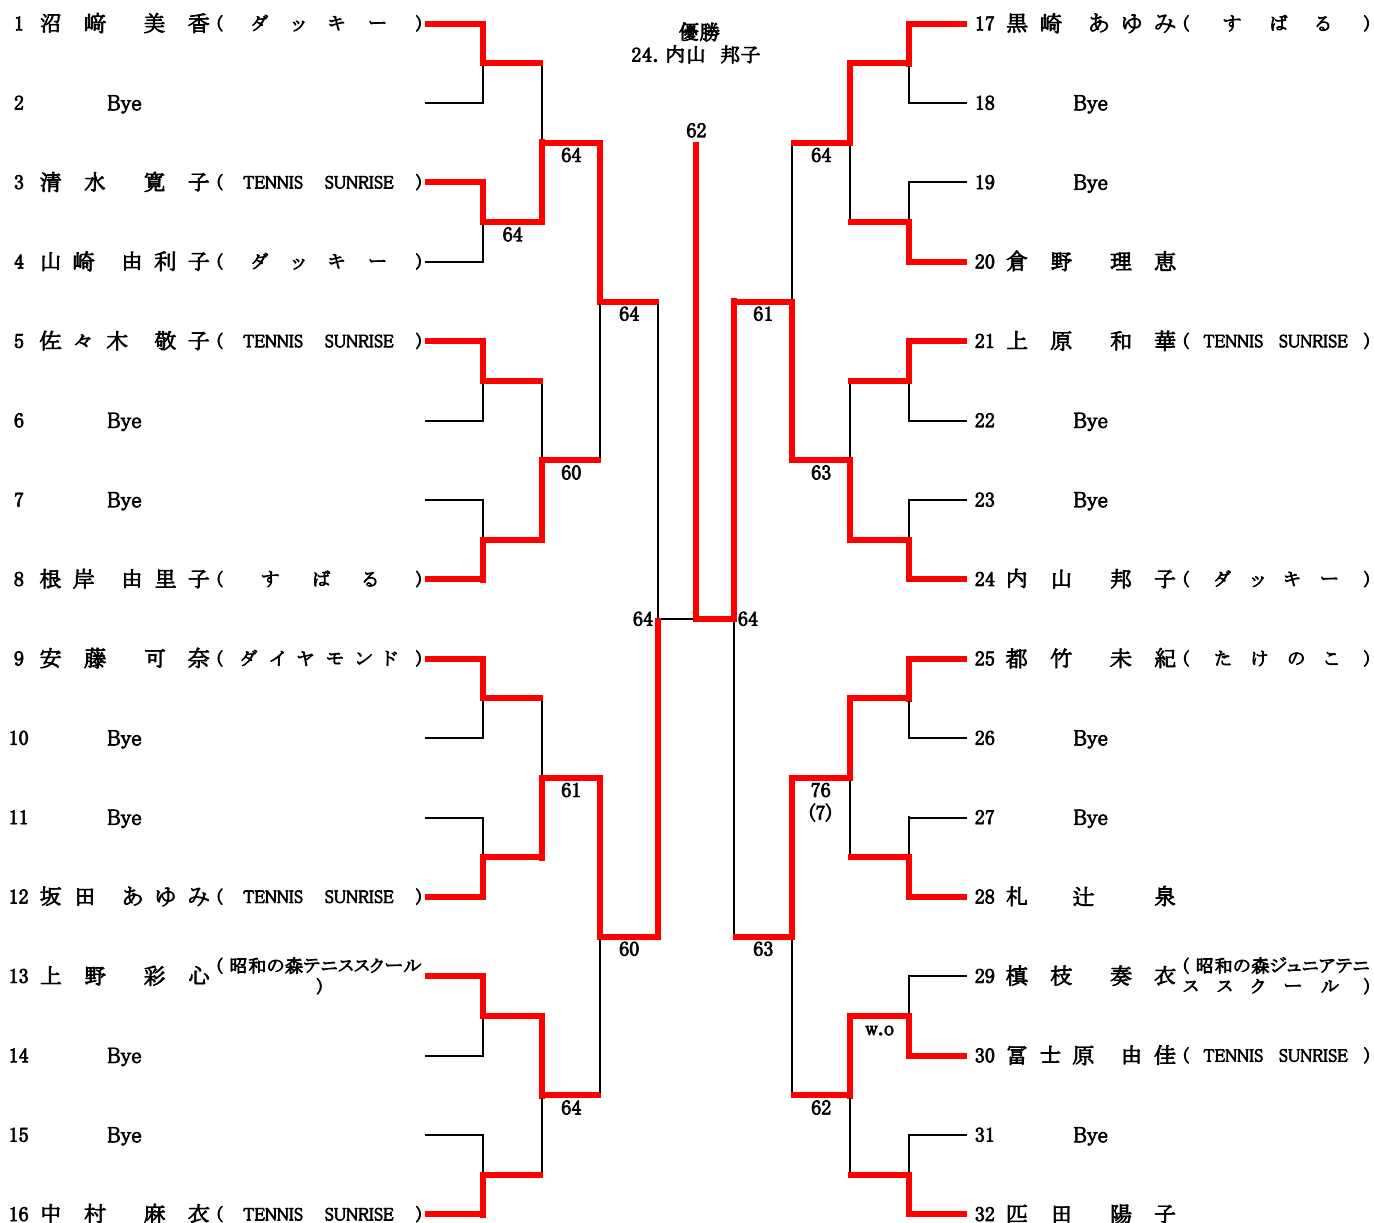 優勝
24. 内山 邦子
62
1 沼﨑 美香 ( ダッキー )
2 Bye
64
3 清水 寛子 ( TENNIS SUNRISE )
64
4 山崎 由利子 ( ダッキー )
64
5 佐々木 敬子 ( TENNIS SUNRISE )
6 Bye
60
7 Bye
8 根岸 由里子 ( すばる )
64
9 安藤 可奈 ( ダイヤモンド )
10 Bye
61
11 Bye
12 坂田 あゆみ ( TENNIS SUNRISE )
60
13 上野 彩心 ( 昭和の森テニススクール
)
14 Bye
64
15 Bye
16 中村 麻衣 ( TENNIS SUNRISE )
17 黒崎 あゆみ ( すばる )
18 Bye
64
19 Bye
20 倉野 理恵
61
21 上原 和華 ( TENNIS SUNRISE )
22 Bye
63
23 Bye
24 内山 邦子 ( ダッキー )
64
25 都竹 未紀 ( たけのこ )
26 Bye
76
(7)
27 Bye
28 札辻 泉
63
29 槙枝 奏衣 ( 昭和の森ジュニアテニ
ススクール )
w.o
30 冨士原 由佳 ( TENNIS SUNRISE )
62
31 Bye
32 匹田 陽子